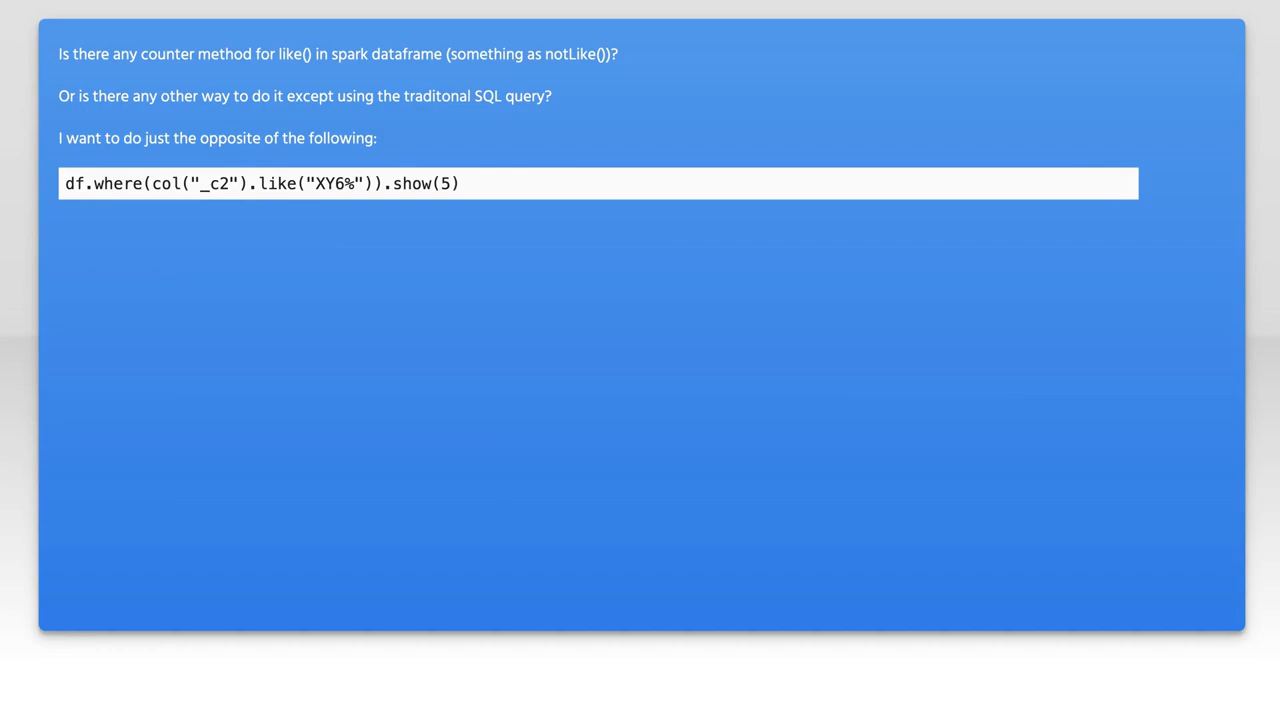 Is there any counter method for like() in spark dataframe (something as notLike())?
Or is there any other way to do it except using the traditonal SQL query?
I want to do just the opposite of the following:
df.where(col("_c2").like("XY6%")).show(5)